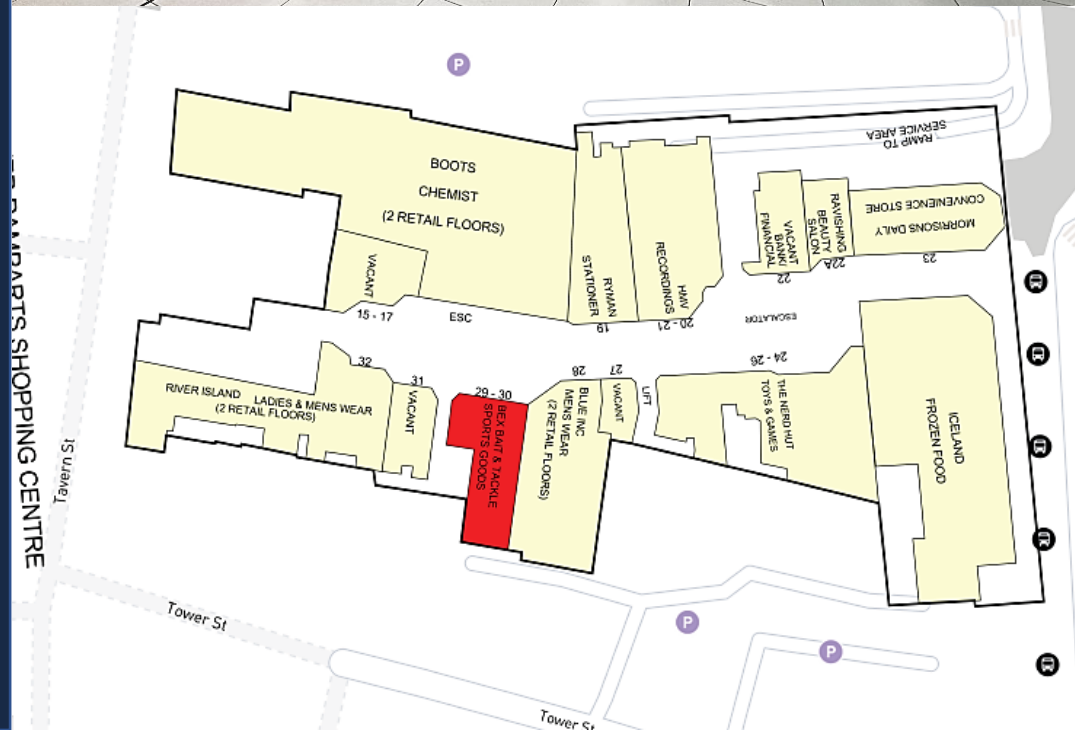 P
RAMP TO
SERVICE AREA
BOOTS
CHEMIST
(2 RETAIL FLOORS)
VACANT
15 - 17
ESC
RYMAN
STATIONER
19
HMV
RECORDINGS
20 - 21
VACANT
BANK/
FINANCIAL
22
RAVISHING
BEAUTY
SALON
22A
MORRISONS DAILY
CONVENIENCE STORE
23
ESCALATOR
RIVER ISLAND LADIES & MENS WEAR
(2 RETAIL FLOORS)
32
31
VACANT
29 - 30
BEX BAIT & TACKLE
SPORTS GOODS
28
BLUE INC
MENS WEAR
(2 RETAIL FLOORS)
27
VACANT
LIFT
24 - 26
THE NERD HUT
TOYS & GAMES
ICELAND
FROZEN FOOD
RAMPARTS SHOPPING CENTRE
Tavern St
Tower St
Tower St
P
P